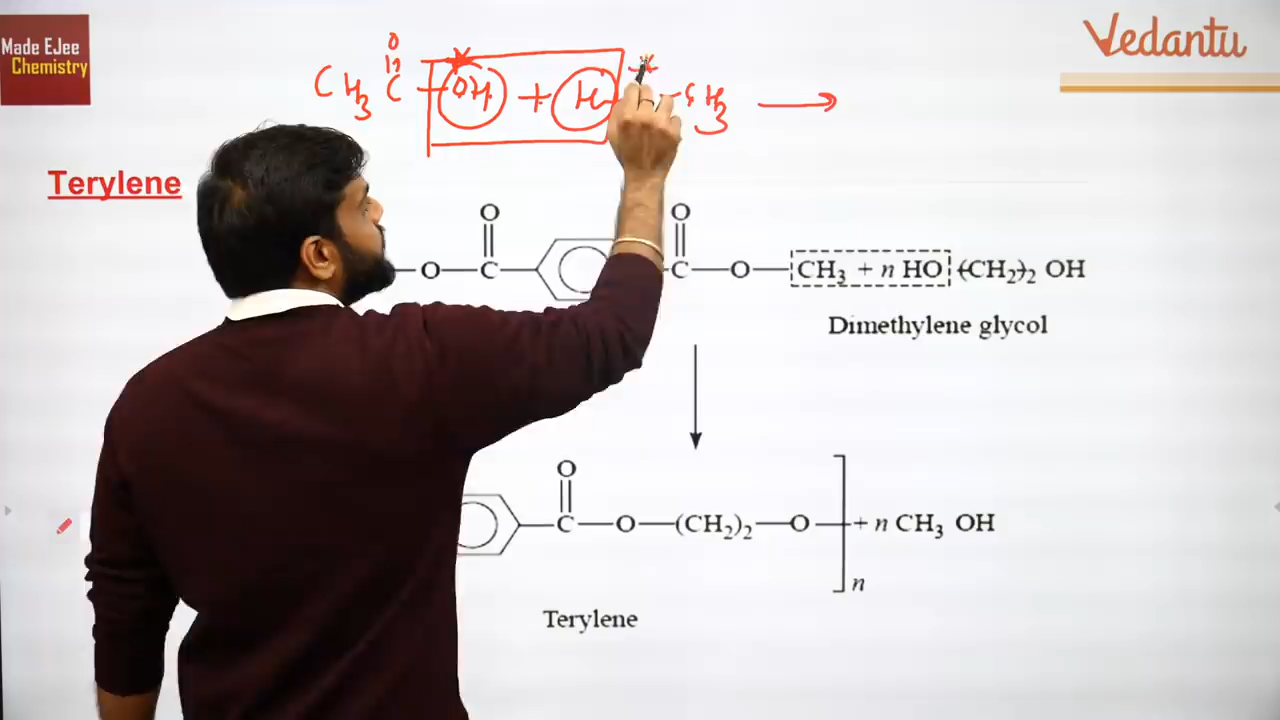 Made EJee
Chemistry
Vedantu
O
CH3 C OH + H CH3 →
Terylene
O O
O C C O CH3 + n HO (CH2)2 OH
Dimethylene glycol
O
C O (CH2)2 O + n CH3 OH
n
Terylene